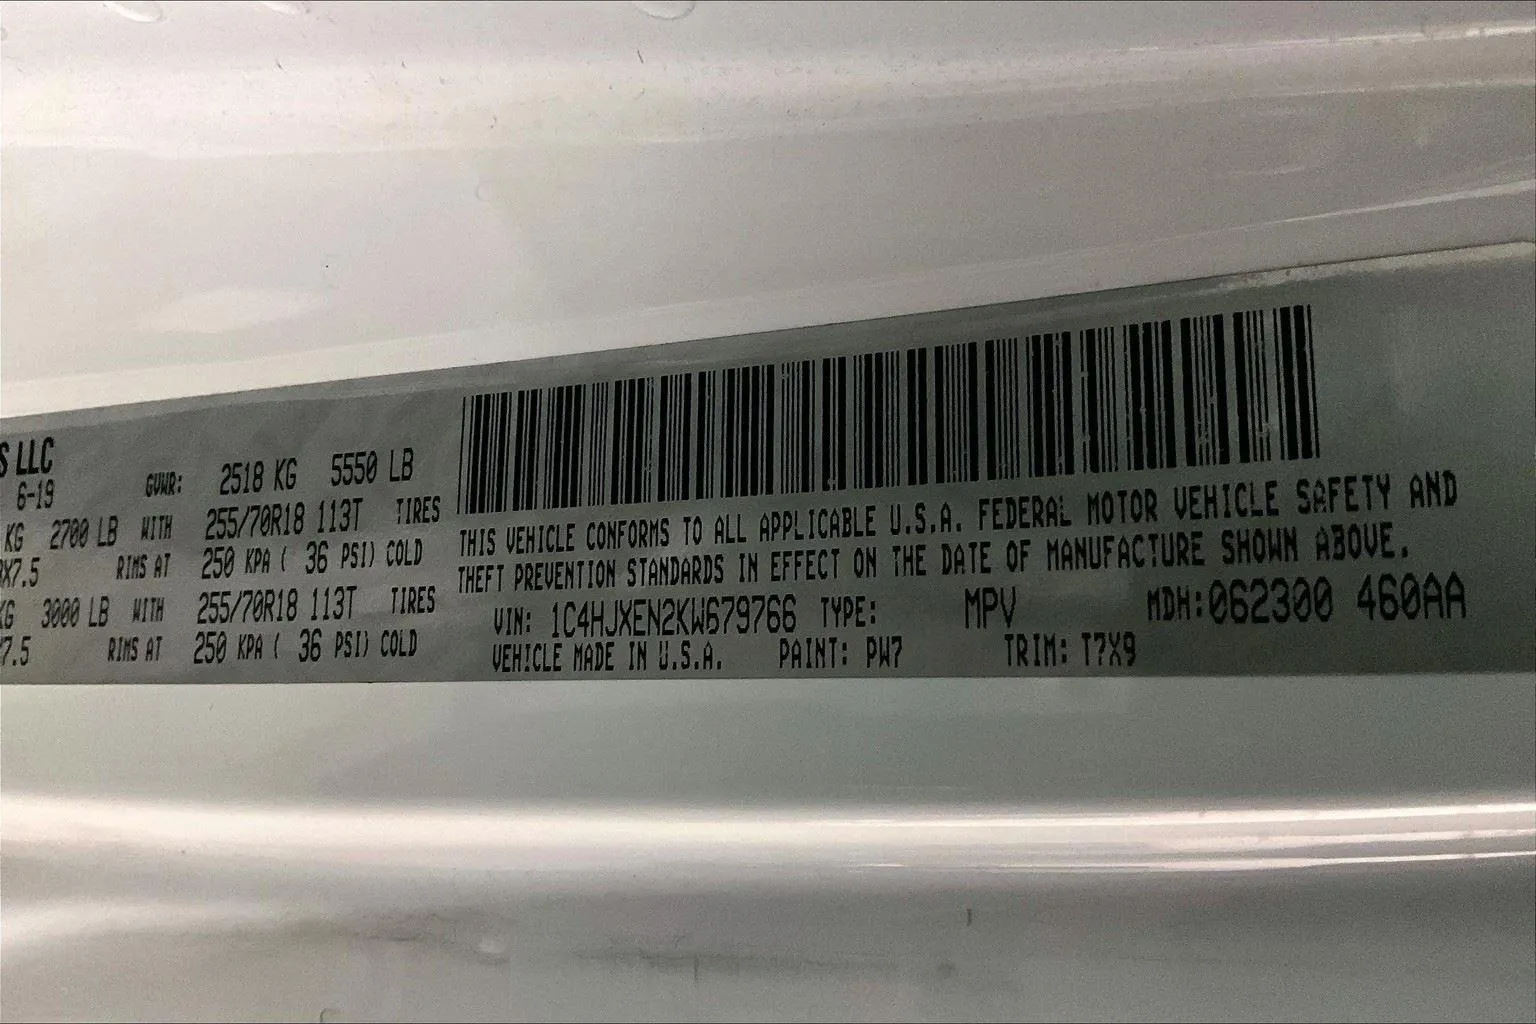 S LLC
6-19
GVWR: 2518 KG 5550 LB
KG 2700 LB WITH 255/70R18 113T TIRES
X7.5 RIMS AT 250 KPA ( 36 PSI) COLD
KG 3000 LB WITH 255/70R18 113T TIRES
7.5 RIMS AT 250 KPA ( 36 PSI) COLD
THIS VEHICLE CONFORMS TO ALL APPLICABLE U.S.A. FEDERAL MOTOR VEHICLE SAFETY AND
THEFT PREVENTION STANDARDS IN EFFECT ON THE DATE OF MANUFACTURE SHOWN ABOVE.
VIN: 1C4HJXEN2KW679766 TYPE: MPV MDH:062300 460AA
VEHICLE MADE IN U.S.A. PAINT: PW7 TRIM: T7X9